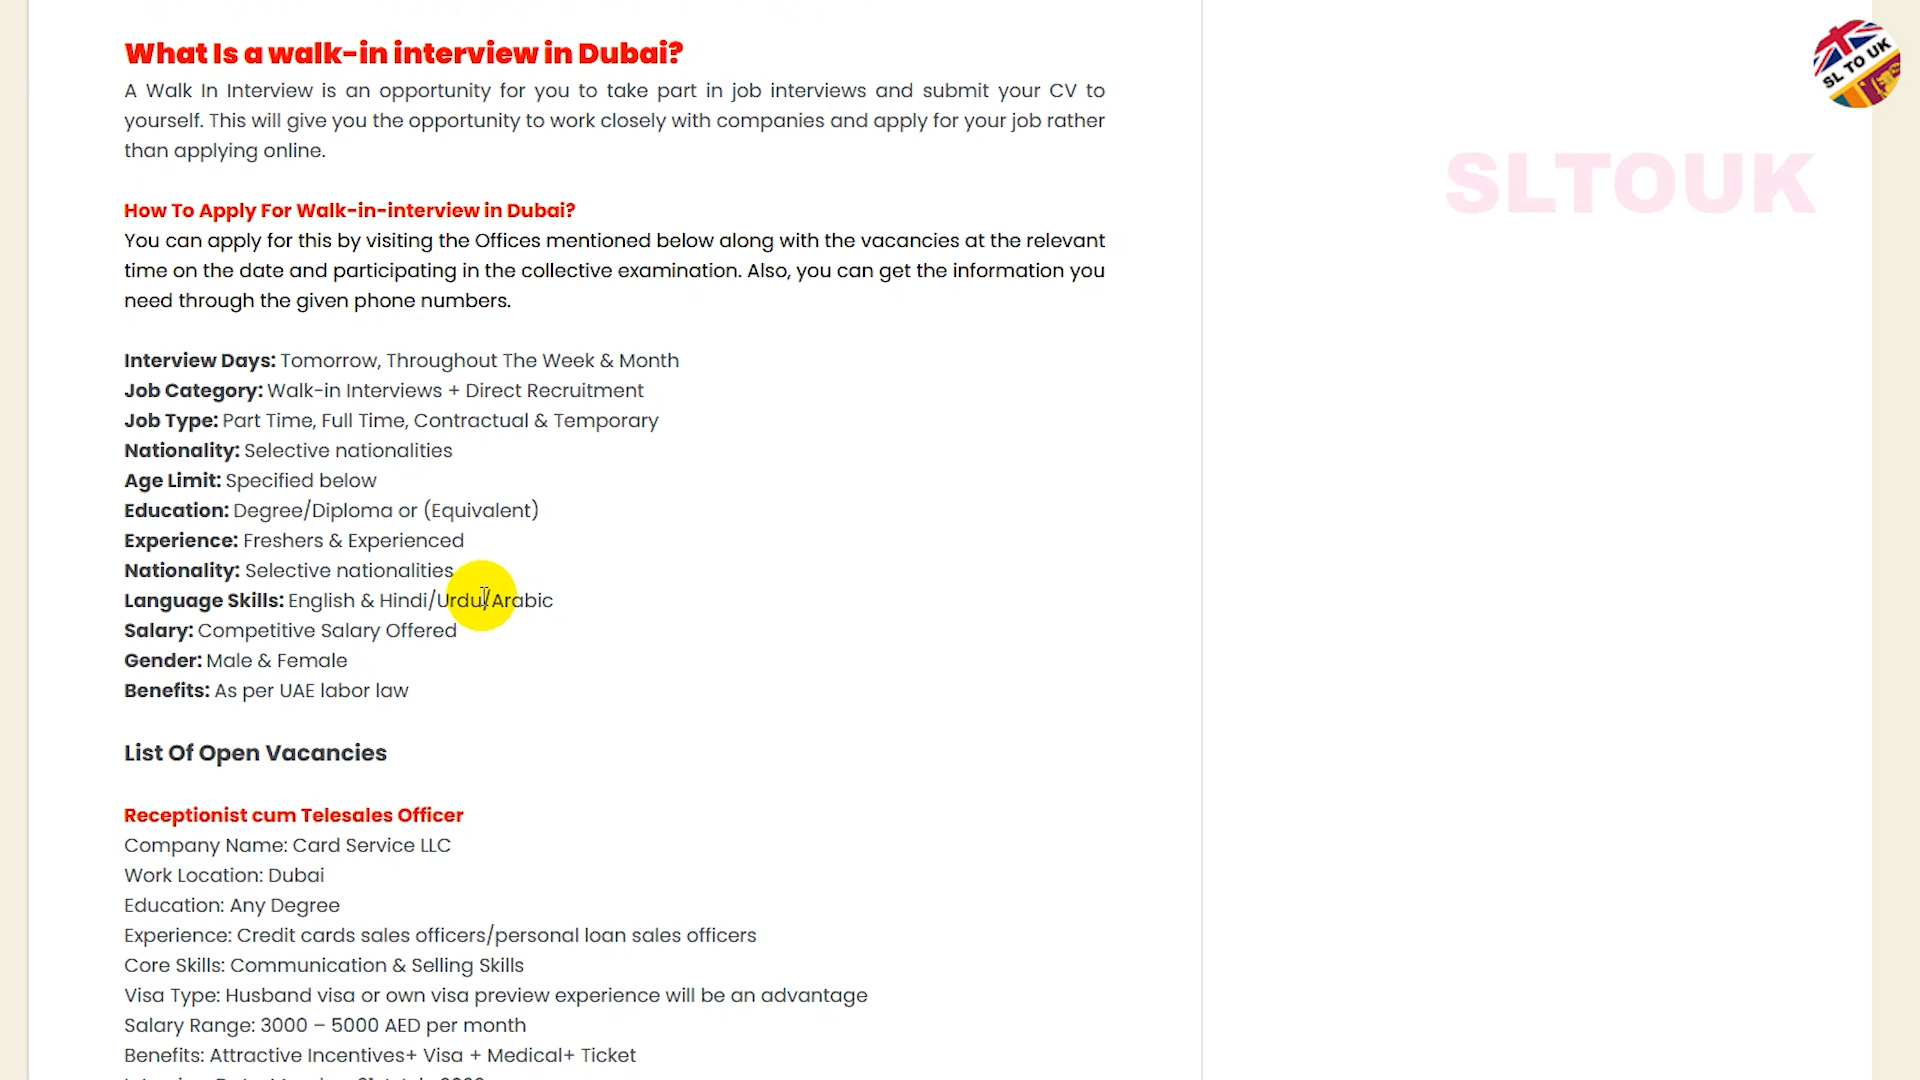 What Is a walk-in interview in Dubai?
A Walk In Interview is an opportunity for you to take part in job interviews and submit your CV to
yourself. This will give you the opportunity to work closely with companies and apply for your job rather
than applying online.
How To Apply For Walk-in-interview in Dubai?
You can apply for this by visiting the Offices mentioned below along with the vacancies at the relevant
time on the date and participating in the collective examination. Also, you can get the information you
need through the given phone numbers.
Interview Days: Tomorrow, Throughout The Week & Month
Job Category: Walk-in Interviews + Direct Recruitment
Job Type: Part Time, Full Time, Contractual & Temporary
Nationality: Selective nationalities
Age Limit: Specified below
Education: Degree/Diploma or (Equivalent)
Experience: Freshers & Experienced
Nationality: Selective nationalities
Language Skills: English & Hindi/Urdu/Arabic
Salary: Competitive Salary Offered
Gender: Male & Female
Benefits: As per UAE labor law
List Of Open Vacancies
Receptionist cum Telesales Officer
Company Name: Card Service LLC
Work Location: Dubai
Education: Any Degree
Experience: Credit cards sales officers/personal loan sales officers
Core Skills: Communication & Selling Skills
Visa Type: Husband visa or own visa preview experience will be an advantage
Salary Range: 3000 – 5000 AED per month
Benefits: Attractive Incentives+ Visa + Medical+ Ticket
SL TO UK
SLTOUK